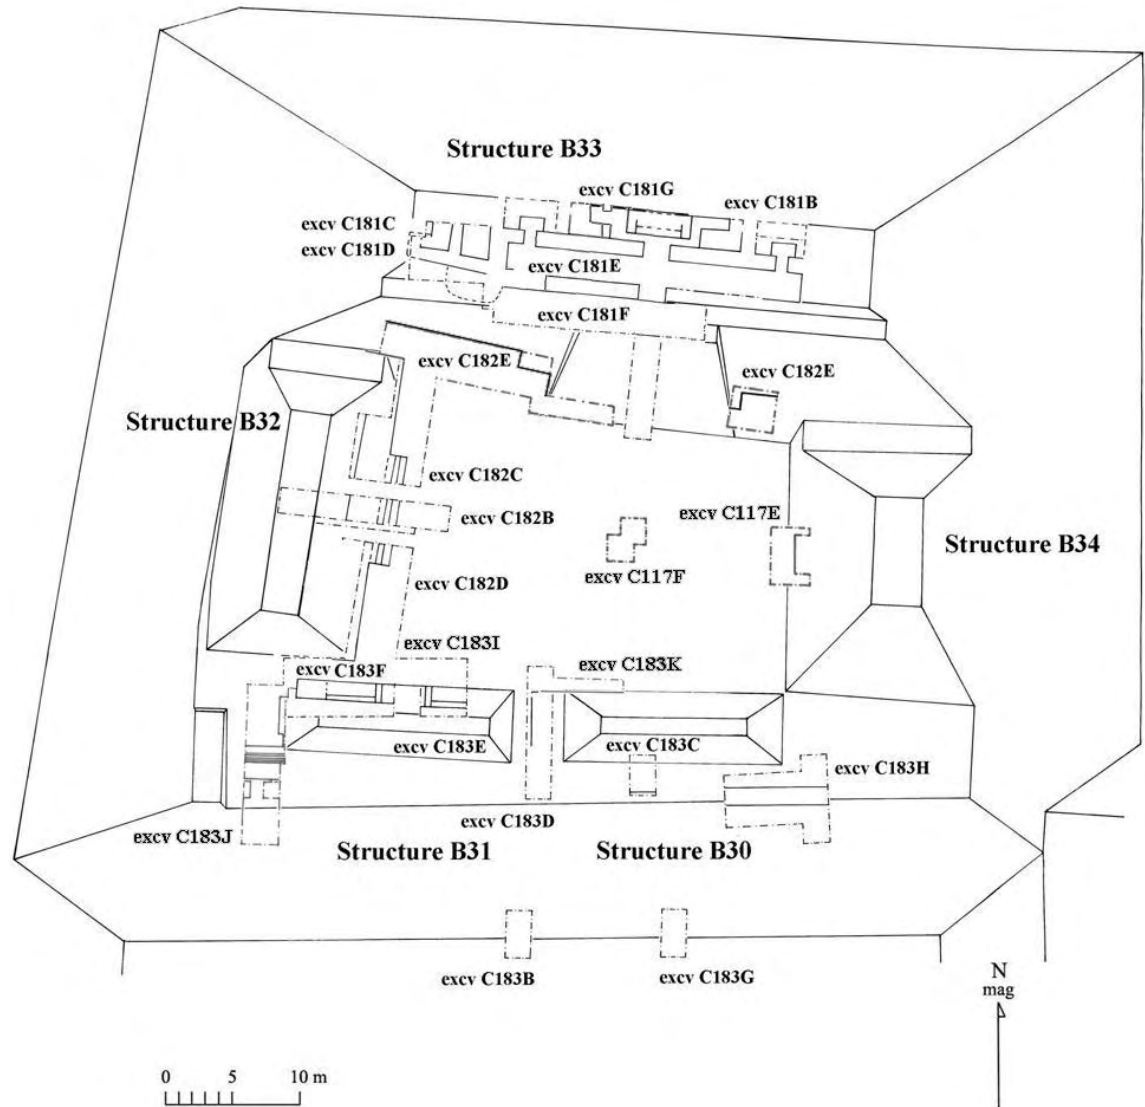 Structure B33
excv C181G
excv C181B
excv C181C
excv C181D
excv C181E
excv C181F
excv C182E
excv C182E
Structure B32
excv C182C
excv C182B
excv C117E
Structure B34
excv C117F
excv C182D
excv C183I
excv C183F
excv C183K
excv C183E
excv C183C
excv C183H
excv C183D
excv C183J
Structure B31
Structure B30
excv C183B
excv C183G
N
mag
0 5 10 m